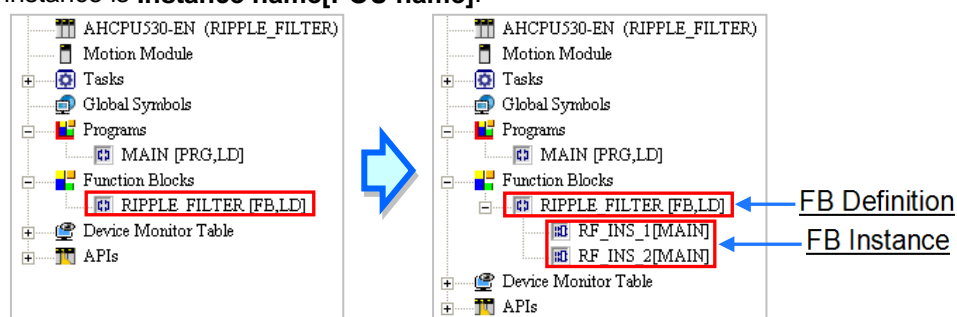 instance is Instance name[POU name].
AHCPU530-EN (RIPPLE_FILTER)
Motion Module
Tasks
Global Symbols
Programs
MAIN [PRG,LD]
Function Blocks
RIPPLE_FILTER [FB,LD]
Device Monitor Table
APIs
AHCPU530-EN (RIPPLE_FILTER)
Motion Module
Tasks
Global Symbols
Programs
MAIN [PRG,LD]
Function Blocks
RIPPLE_FILTER [FB,LD]
RF_INS_1[MAIN]
RF_INS_2[MAIN]
Device Monitor Table
APIs
FB Definition
FB Instance